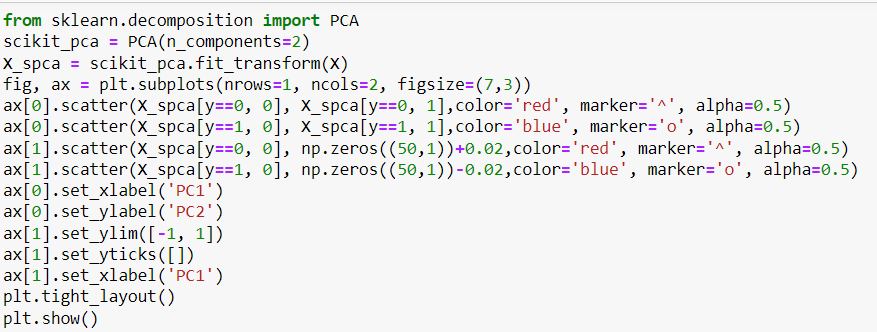 from sklearn.decomposition import PCA
scikit_pca = PCA(n_components=2)
X_spca = scikit_pca.fit_transform(X)
fig, ax = plt.subplots(nrows=1, ncols=2, figsize=(7,3))
ax[0].scatter(X_spca[y==0, 0], X_spca[y==0, 1],color='red', marker='^', alpha=0.5)
ax[0].scatter(X_spca[y==1, 0], X_spca[y==1, 1],color='blue', marker='o', alpha=0.5)
ax[1].scatter(X_spca[y==0, 0], np.zeros((50,1))+0.02,color='red', marker='^', alpha=0.5)
ax[1].scatter(X_spca[y==1, 0], np.zeros((50,1))-0.02,color='blue', marker='o', alpha=0.5)
ax[0].set_xlabel('PC1')
ax[0].set_ylabel('PC2')
ax[1].set_ylim([-1, 1])
ax[1].set_yticks([])
ax[1].set_xlabel('PC1')
plt.tight_layout()
plt.show()